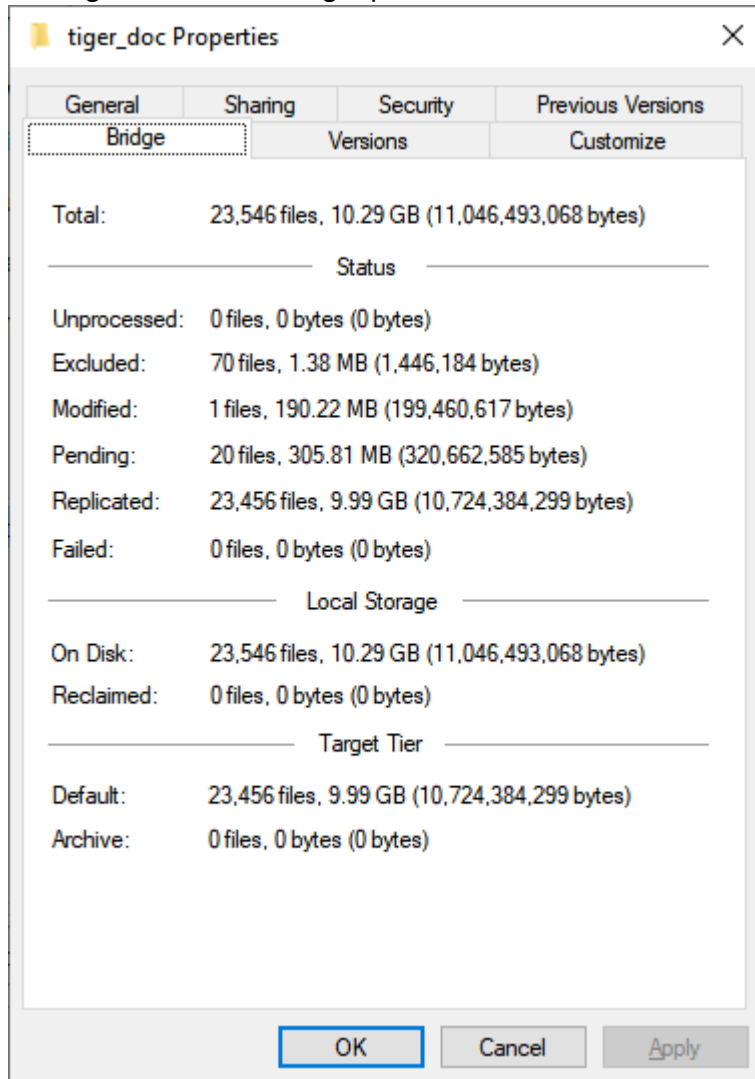 tiger_doc Properties
General Sharing Security Previous Versions
Bridge Versions Customize
Total: 23,546 files, 10.29 GB (11,046,493,068 bytes)
Status
Unprocessed: 0 files, 0 bytes (0 bytes)
Excluded: 70 files, 1.38 MB (1,446,184 bytes)
Modified: 1 files, 190.22 MB (199,460,617 bytes)
Pending: 20 files, 305.81 MB (320,662,585 bytes)
Replicated: 23,456 files, 9.99 GB (10,724,384,299 bytes)
Failed: 0 files, 0 bytes (0 bytes)
Local Storage
On Disk: 23,546 files, 10.29 GB (11,046,493,068 bytes)
Reclaimed: 0 files, 0 bytes (0 bytes)
Target Tier
Default: 23,456 files, 9.99 GB (10,724,384,299 bytes)
Archive: 0 files, 0 bytes (0 bytes)
OK Cancel Apply